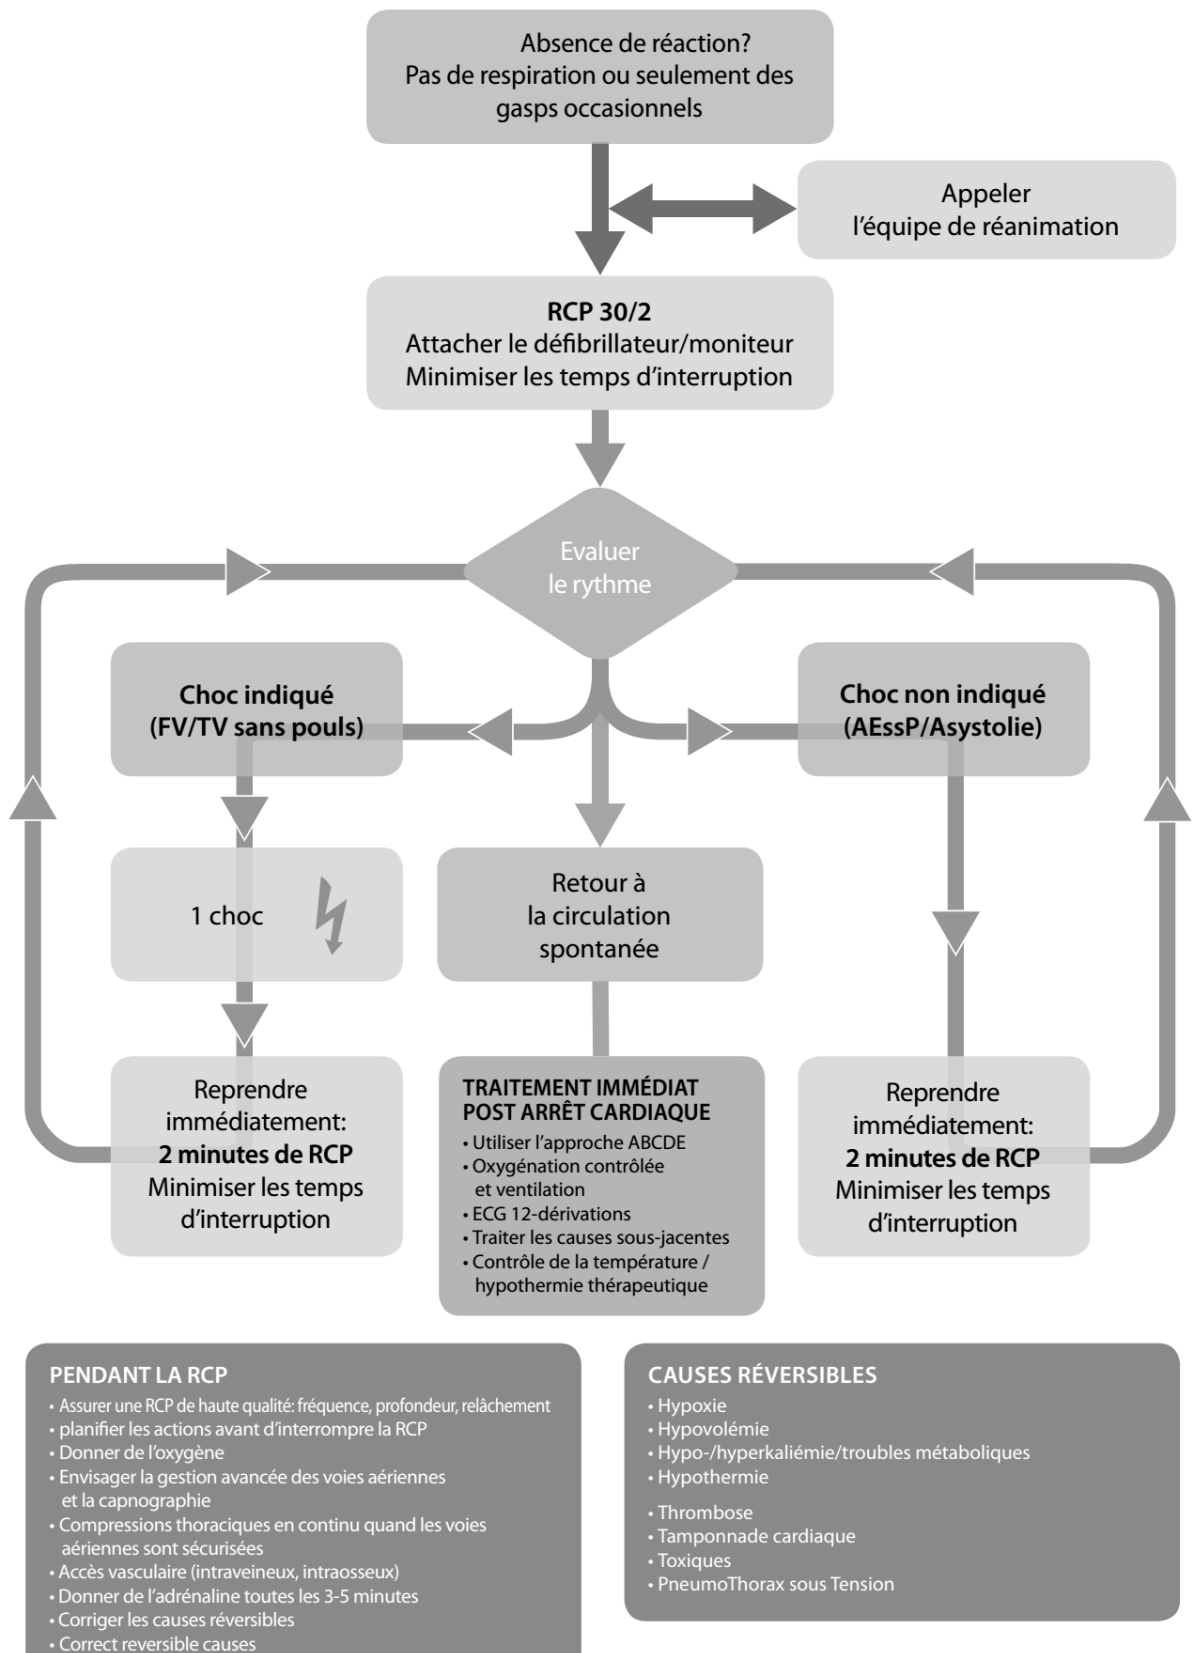 Absence de réaction?
Pas de respiration ou seulement des
gasps occasionnels
Appeler
l'équipe de réanimation
RCP 30/2
Attacher le défibrillateur/moniteur
Minimiser les temps d'interruption
Evaluer
le rythme
Choc indiqué
(FV/TV sans pouls)
Choc non indiqué
(AEssP/Asystolie)
1 choc
Retour à
la circulation
spontanée
Reprendre
immédiatement:
2 minutes de RCP
Minimiser les temps
d'interruption
TRAITEMENT IMMÉDIAT
POST ARRÊT CARDIAQUE
• Utiliser l'approche ABCDE
• Oxygénation contrôlée
et ventilation
• ECG 12-dérivations
• Traiter les causes sous-jacentes
• Contrôle de la température /
hypothermie thérapeutique
Reprendre
immédiatement:
2 minutes de RCP
Minimiser les temps
d'interruption
PENDANT LA RCP
• Assurer une RCP de haute qualité: fréquence, profondeur, relâchement
• planifier les actions avant d'interrompre la RCP
• Donner de l'oxygène
• Envisager la gestion avancée des voies aériennes
et la capnographie
• Compressions thoraciques en continu quand les voies
aériennes sont sécurisées
• Accès vasculaire (intraveineux, intraosseux)
• Donner de l'adrénaline toutes les 3-5 minutes
• Corriger les causes réversibles
• Correct reversible causes
CAUSES RÉVERSIBLES
• Hypoxie
• Hypovolémie
• Hypo-/hyperkaliémie/troubles métaboliques
• Hypothermie
• Thrombose
• Tamponnade cardiaque
• Toxiques
• PneumoThorax sous Tension